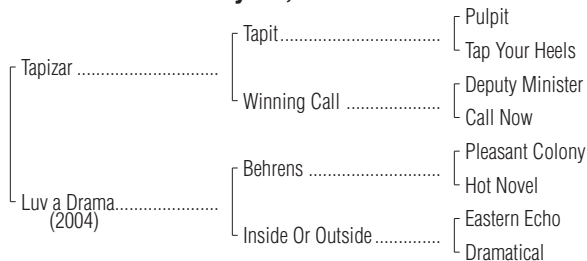 Pulpit
Tapit........................................
Tap Your Heels
Tapizar ...................................
Deputy Minister
Winning Call .......................
Call Now
Pleasant Colony
Behrens ................................
Hot Novel
Luv a Drama.........................
(2004)
Eastern Echo
Inside Or Outside................
Dramatical